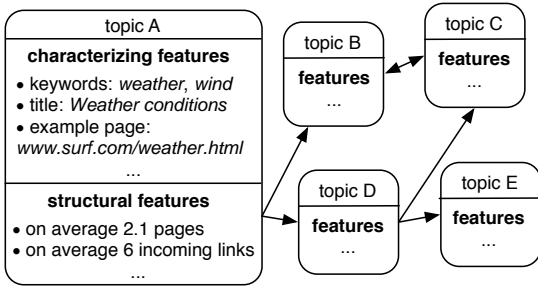 topic A
characterizing features
• keywords: weather, wind
• title: Weather conditions
• example page:
www.surf.com/weather.html
...
structural features
• on average 2.1 pages
• on average 6 incoming links
...
topic B
features
...
topic C
features
...
topic D
features
...
topic E
features
...